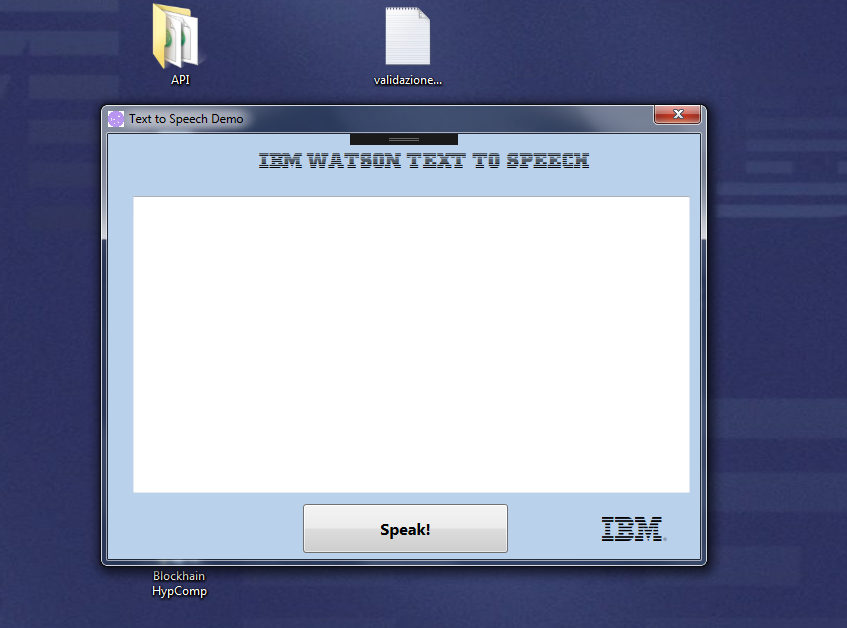 API
validazione...
Text to Speech Demo
IBM WATSON TEXT TO SPEECH
Speak!
IBM
Blockhain
HypComp